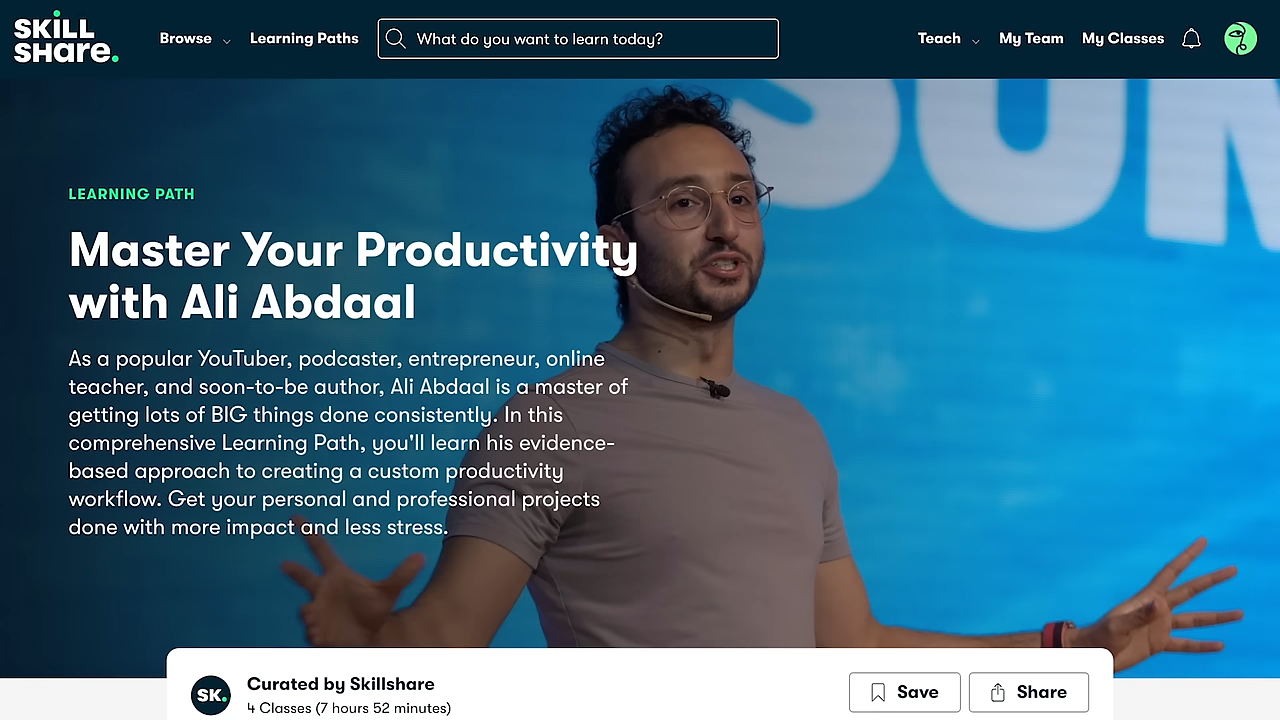 SKILL
SHARE.
Browse
Learning Paths
What do you want to learn today?
Teach
My Team
My Classes
SUM
LEARNING PATH
Master Your Productivity
with Ali Abdaal
As a popular YouTuber, podcaster, entrepreneur, online
teacher, and soon-to-be author, Ali Abdaal is a master of
getting lots of BIG things done consistently. In this
comprehensive Learning Path, you'll learn his evidence-
based approach to creating a custom productivity
workflow. Get your personal and professional projects
done with more impact and less stress.
SK.
Curated by Skillshare
4 Classes (7 hours 52 minutes)
Save
Share